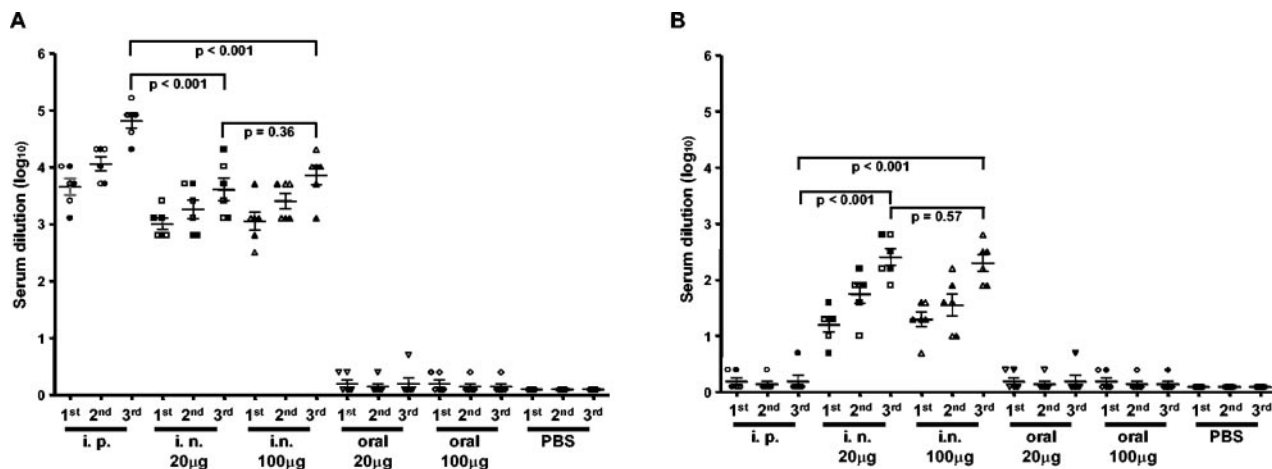 A
Serum dilution (log₁₀)
6
5
4
3
2
1
0
p < 0.001
p < 0.001
p = 0.36
1st 2nd 3rd 1st 2nd 3rd 1st 2nd 3rd 1st 2nd 3rd 1st 2nd 3rd 1st 2nd 3rd
i. p. i. n. i.n. oral oral PBS
20µg 100µg 20µg 100µg
B
Serum dilution (log₁₀)
6
5
4
3
2
1
0
p < 0.001
p < 0.001
p = 0.57
1st 2nd 3rd 1st 2nd 3rd 1st 2nd 3rd 1st 2nd 3rd 1st 2nd 3rd 1st 2nd 3rd
i. p. i. n. i.n. oral oral PBS
20µg 100µg 20µg 100µg